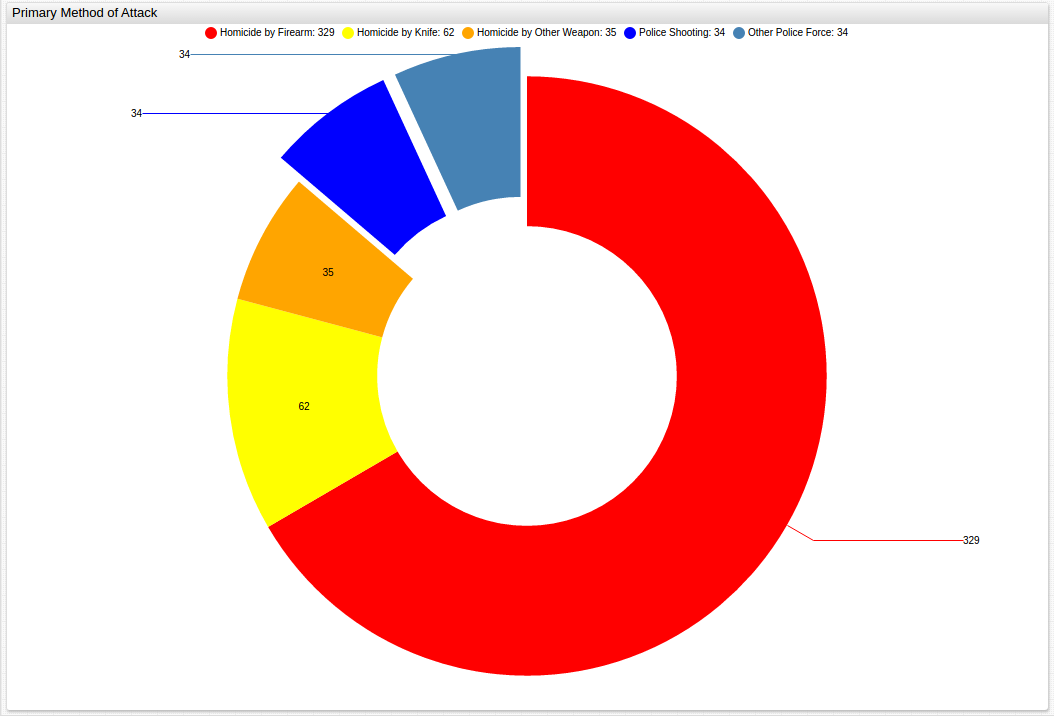 Primary Method of Attack
Homicide by Firearm: 329 Homicide by Knife: 62 Homicide by Other Weapon: 35 Police Shooting: 34 Other Police Force: 34
34
34
35
62
329